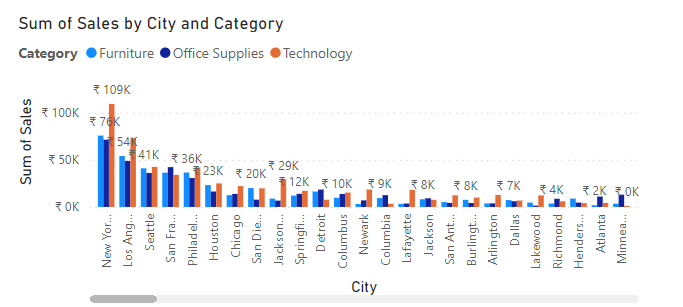 Sum of Sales by City and Category
Category Furniture Office Supplies Technology
Sum of Sales
₹ 100K
₹ 50K
₹ 0K
₹ 109K
₹ 76K
₹ 54K
₹ 41K
₹ 36K
₹ 42K
₹ 23K
₹ 20K
₹ 29K
₹ 12K
₹ 10K
₹ 9K
₹ 8K
₹ 8K
₹ 7K
₹ 4K
₹ 2K
₹ 0K
New Yor...
Los Ang...
Seattle
San Fra...
Philadel...
Houston
Chicago
San Die...
Jackson...
Springfi...
Detroit
Columbus
Newark
Columbia
Lafayette
Jackson
San Ant...
Burlingt...
Arlington
Dallas
Lakewood
Richmond
Henders...
Atlanta
Minnea...
City